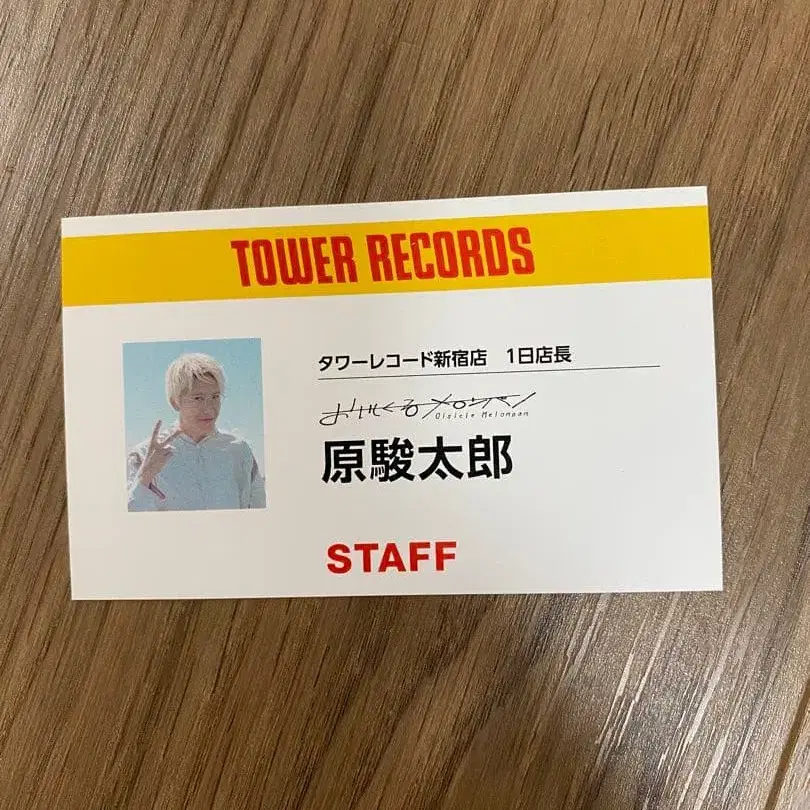 TOWER RECORDS
タワーレコード新宿店 1日店長
おいしくるメロンパン
Oisicle Melonpan
原駿太郎
STAFF